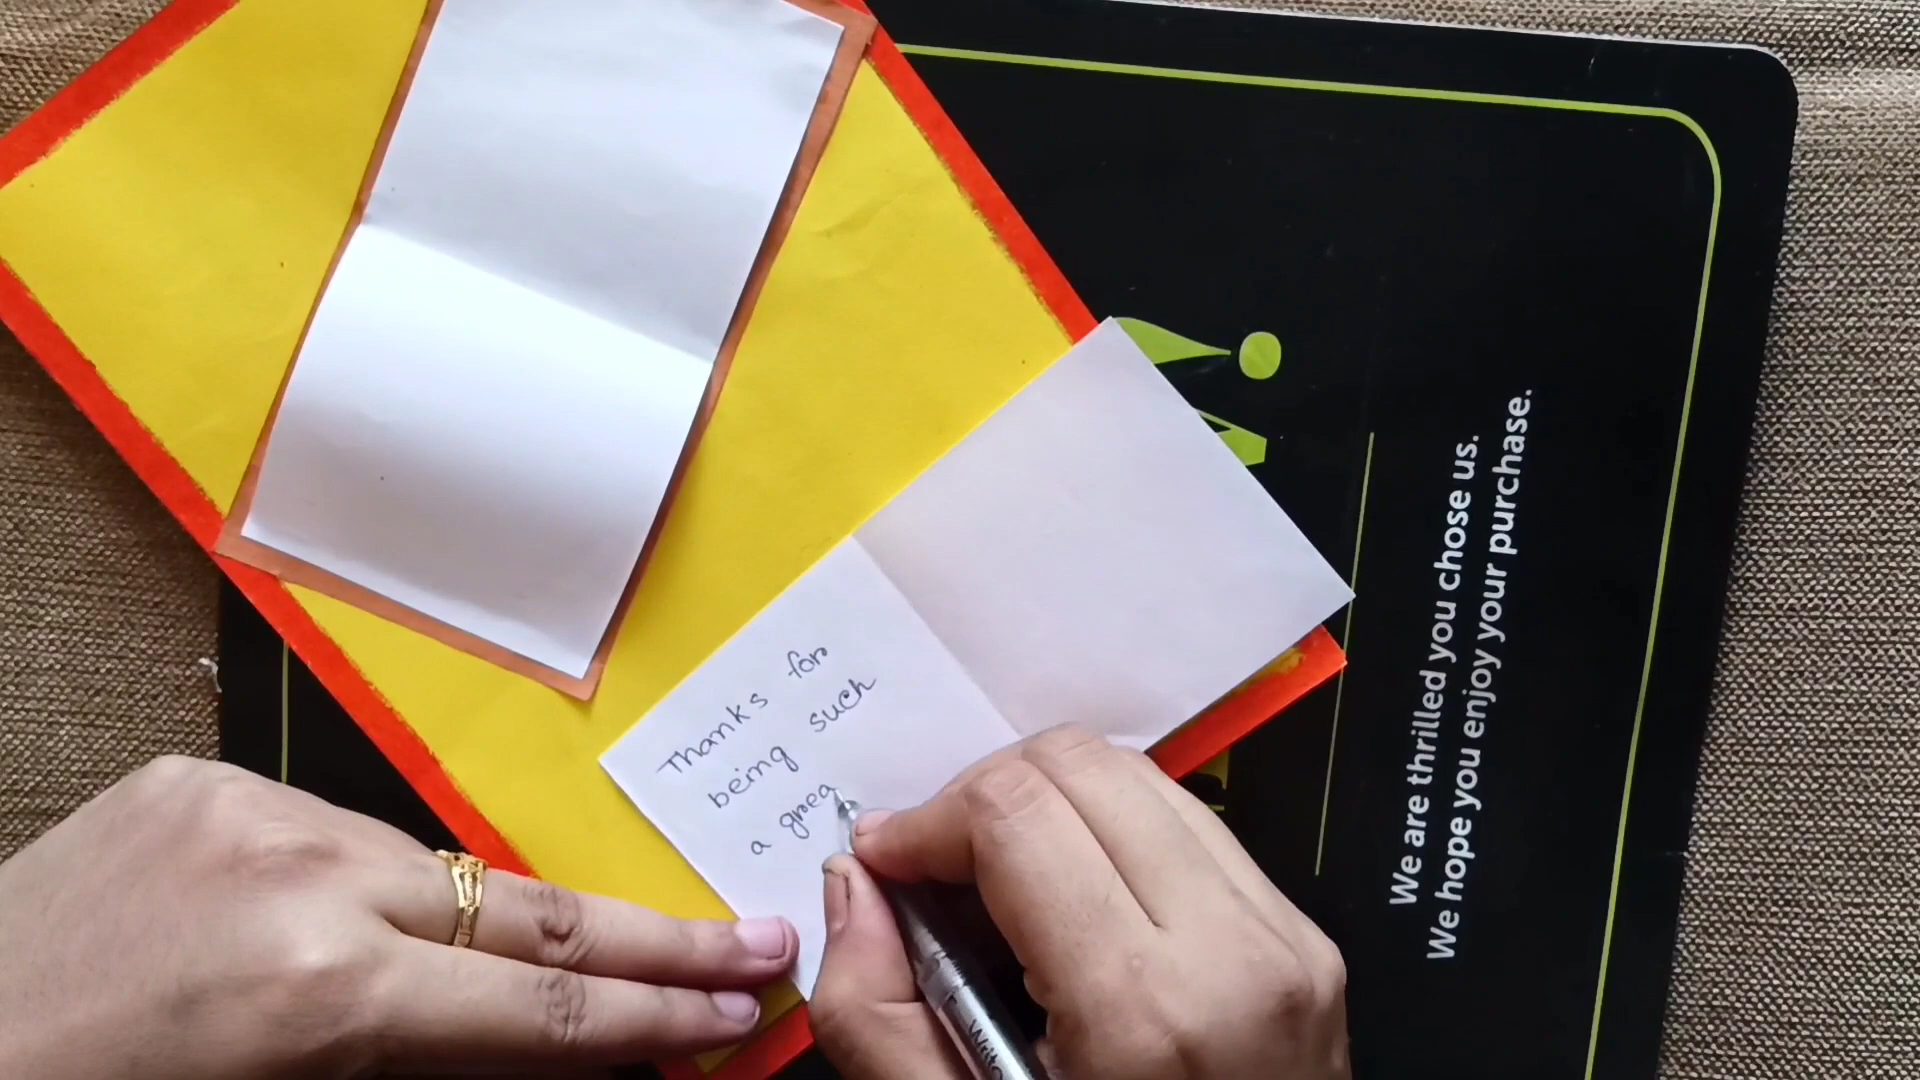 Thanks for
being such
a grea
We are thrilled you chose us.
We hope you enjoy your purchase.